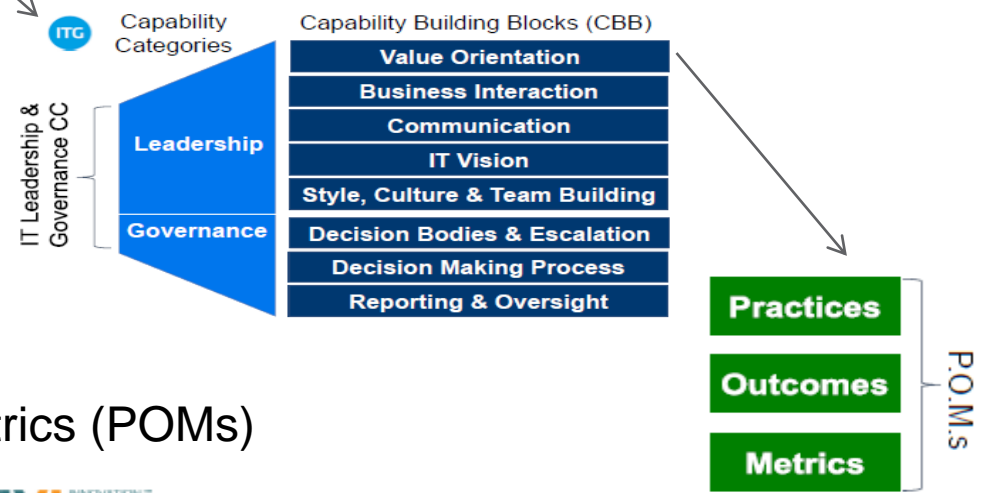 ITG
Capability
Categories
Capability Building Blocks (CBB)
IT Leadership &
Governance CC
Leadership
Governance
Value Orientation
Business Interaction
Communication
IT Vision
Style, Culture & Team Building
Decision Bodies & Escalation
Decision Making Process
Reporting & Oversight
Practices
Outcomes
Metrics
P.O.M.s
trics (POMs)